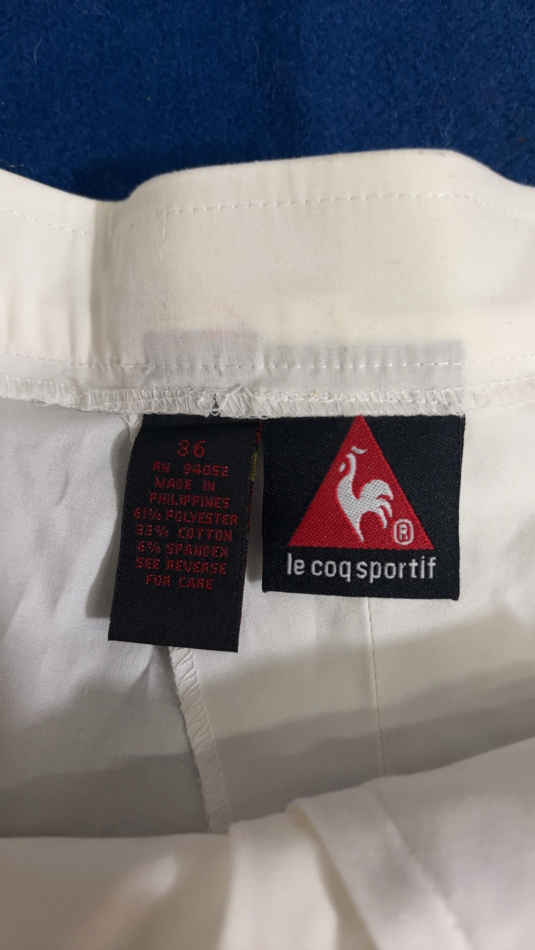 36
RN 94052
MADE IN
PHILIPPINES
61% POLYESTER
33% COTTON
6% SPANDEX
SEE REVERSE
FOR CARE
®
le coq sportif